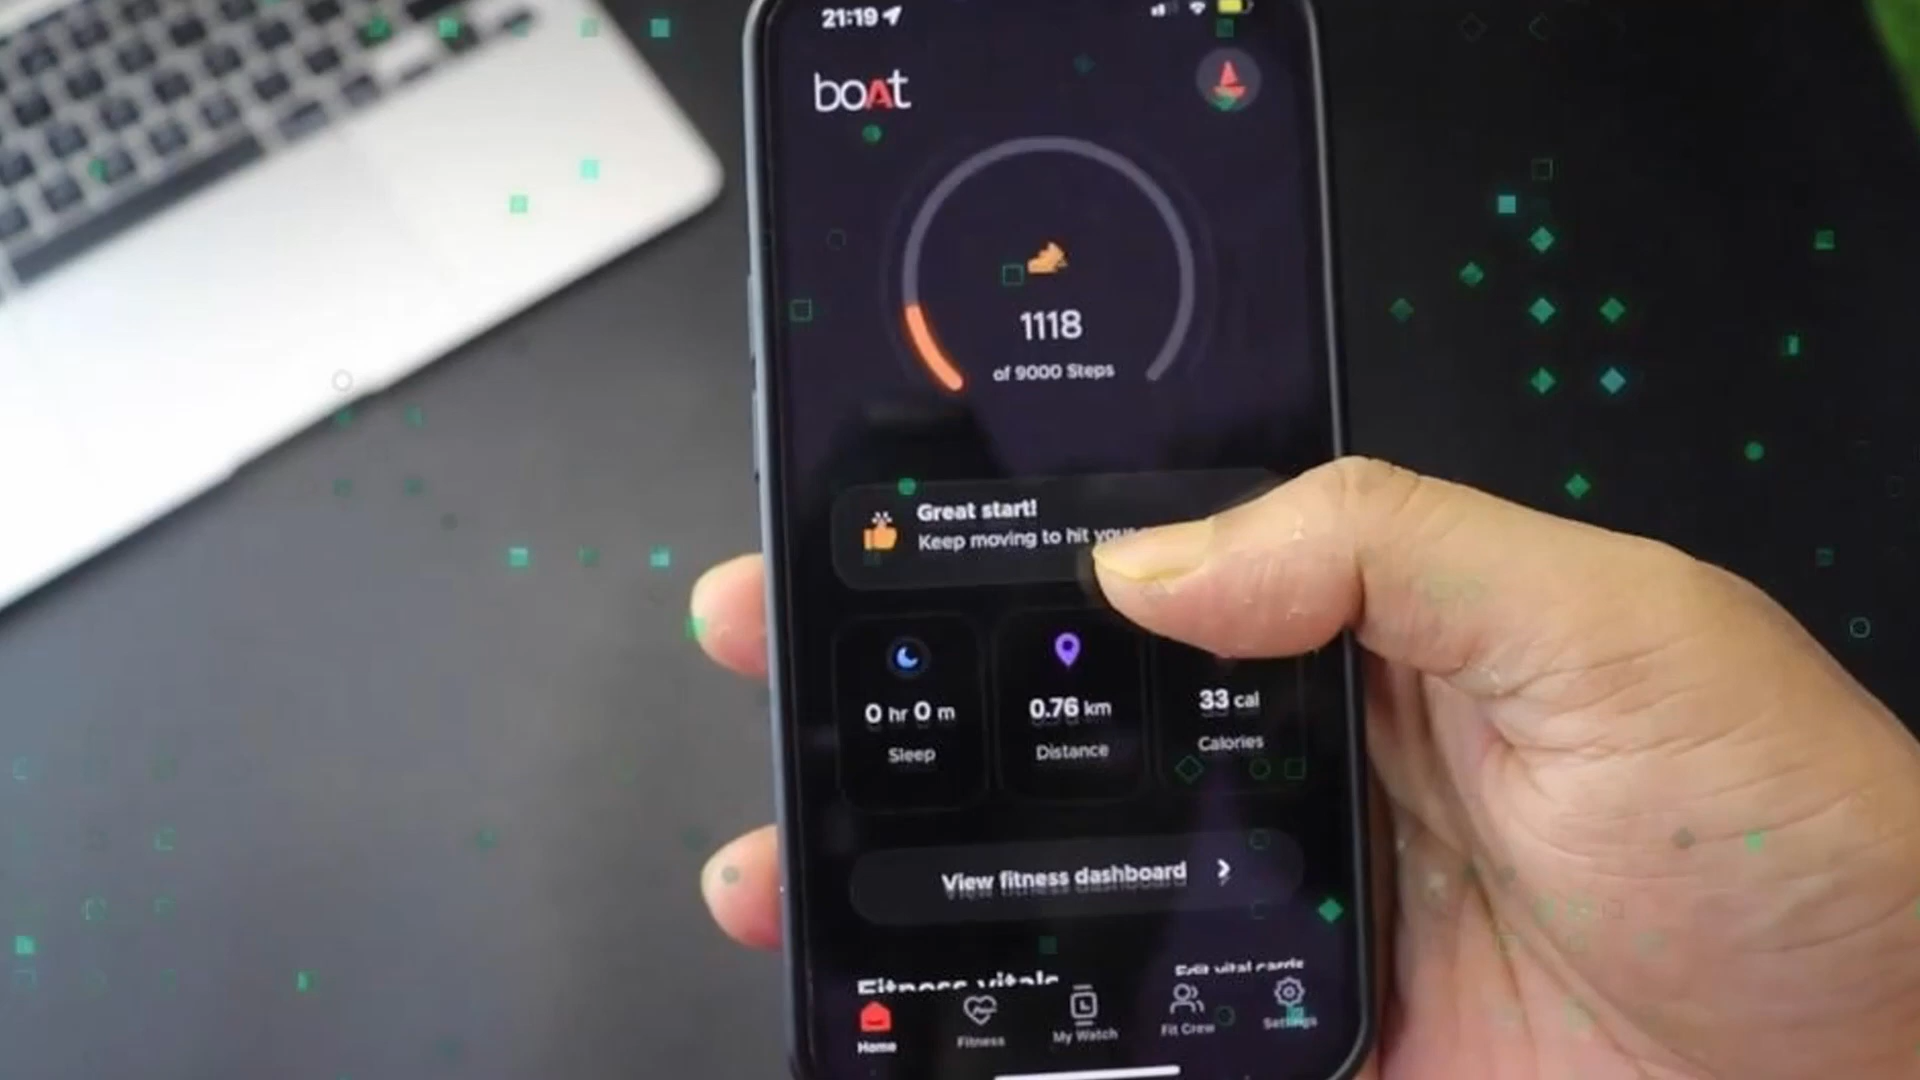 21:19
boAt
1118
of 9000 Steps
Great start!
Keep moving to hit your
0 hr 0 m
Sleep
0.76 km
Distance
33 cal
Calories
View fitness dashboard
Fitness vitals
Edit vital cards
Home
Fitness
My Watch
Fit Crew
Settings